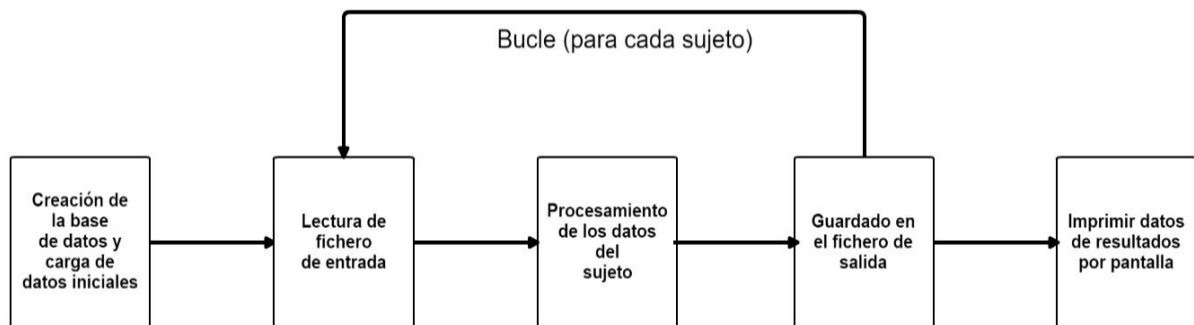 Bucle (para cada sujeto)
Creación de
la base
de datos y
carga de
datos iniciales
Lectura de
fichero
de entrada
Procesamiento
de los datos
del
sujeto
Guardado en
el fichero de
salida
Imprimir datos
de resultados
por pantalla